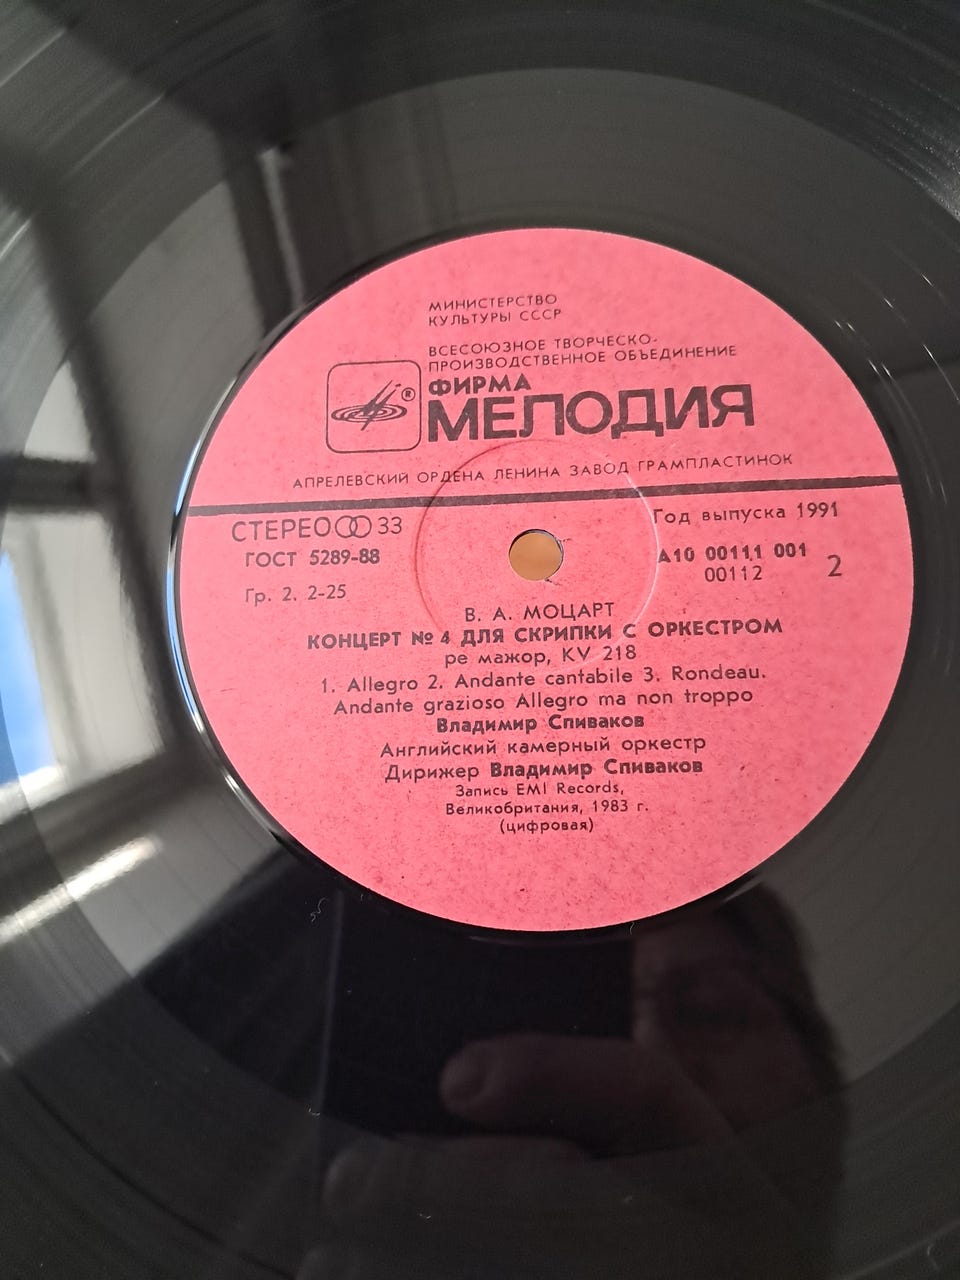 МИНИСТЕРСТВО
КУЛЬТУРЫ СССР
ВСЕСОЮЗНОЕ ТВОРЧЕСКО-
ПРОИЗВОДСТВЕННОЕ ОБЪЕДИНЕНИЕ
®
ФИРМА
МЕЛОДИЯ
АПРЕЛЕВСКИЙ ОРДЕНА ЛЕНИНА ЗАВОД ГРАМПЛАСТИНОК
СТЕРЕО 33
Год выпуска 1991
ГОСТ 5289-88
А10 00111 001
00112
2
Гр. 2. 2-25
В. А. МОЦАРТ
КОНЦЕРТ № 4 ДЛЯ СКРИПКИ С ОРКЕСТРОМ
ре мажор, KV 218
1. Allegro 2. Andante cantabile 3. Rondeau.
Andante grazioso Allegro ma non troppo
Владимир Спиваков
Английский камерный оркестр
Дирижер Владимир Спиваков
Запись EMI Records,
Великобритания, 1983 г.
(цифровая)